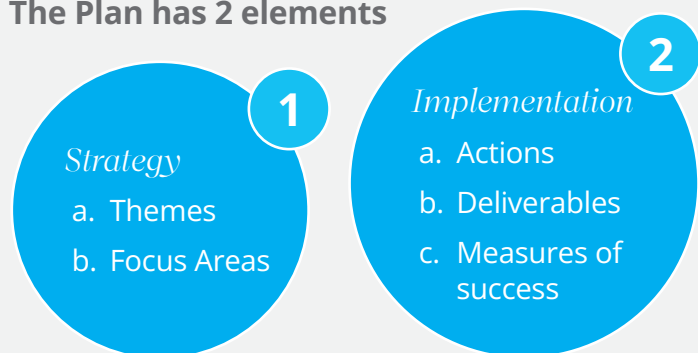 The Plan has 2 elements
1
Strategy
a. Themes
b. Focus Areas
2
Implementation
a. Actions
b. Deliverables
c. Measures of
success